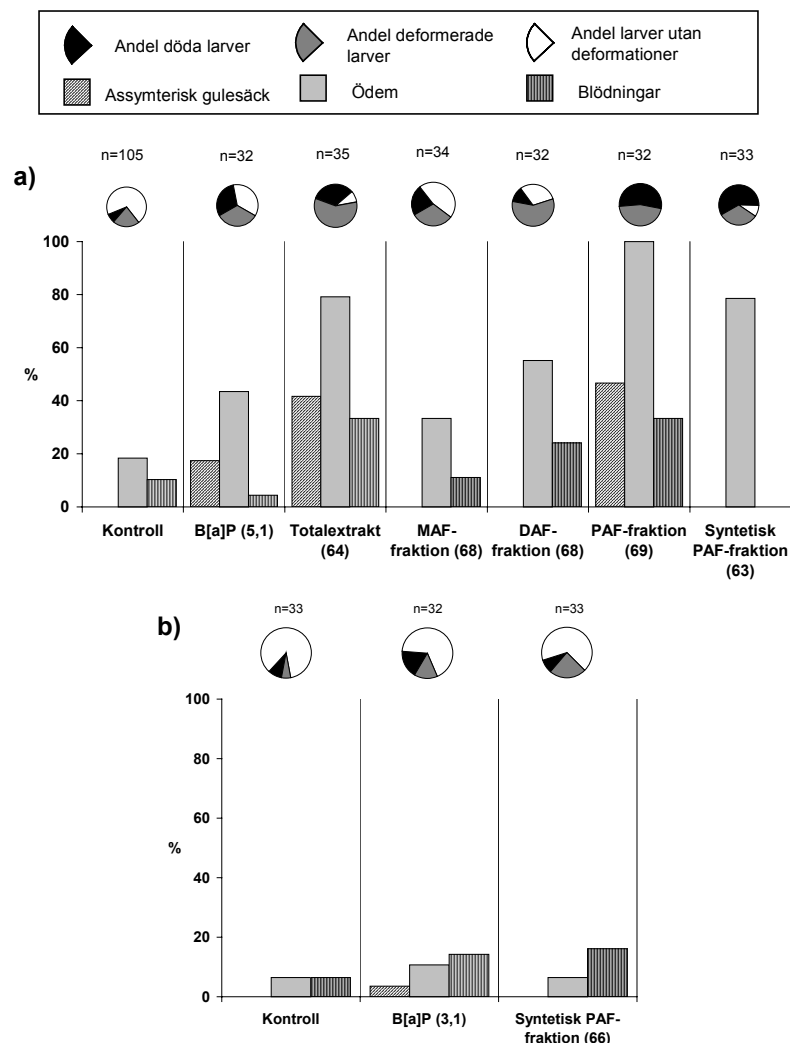 Andel döda larver
Andel deformerade
larver
Andel larver utan
deformationer
Assymterisk gulesäck
Ödem
Blödningar
a)
n=105
n=32
n=35
n=34
n=32
n=32
n=33
100
80
60
%
40
20
0
Kontroll
B[a]P (5,1)
Totalextrakt
(64)
MAF-
fraktion (68)
DAF-
fraktion (68)
PAF-fraktion
(69)
Syntetisk
PAF-fraktion
(63)
b)
n=33
n=32
n=33
100
80
60
%
40
20
0
Kontroll
B[a]P (3,1)
Syntetisk PAF-
fraktion (66)